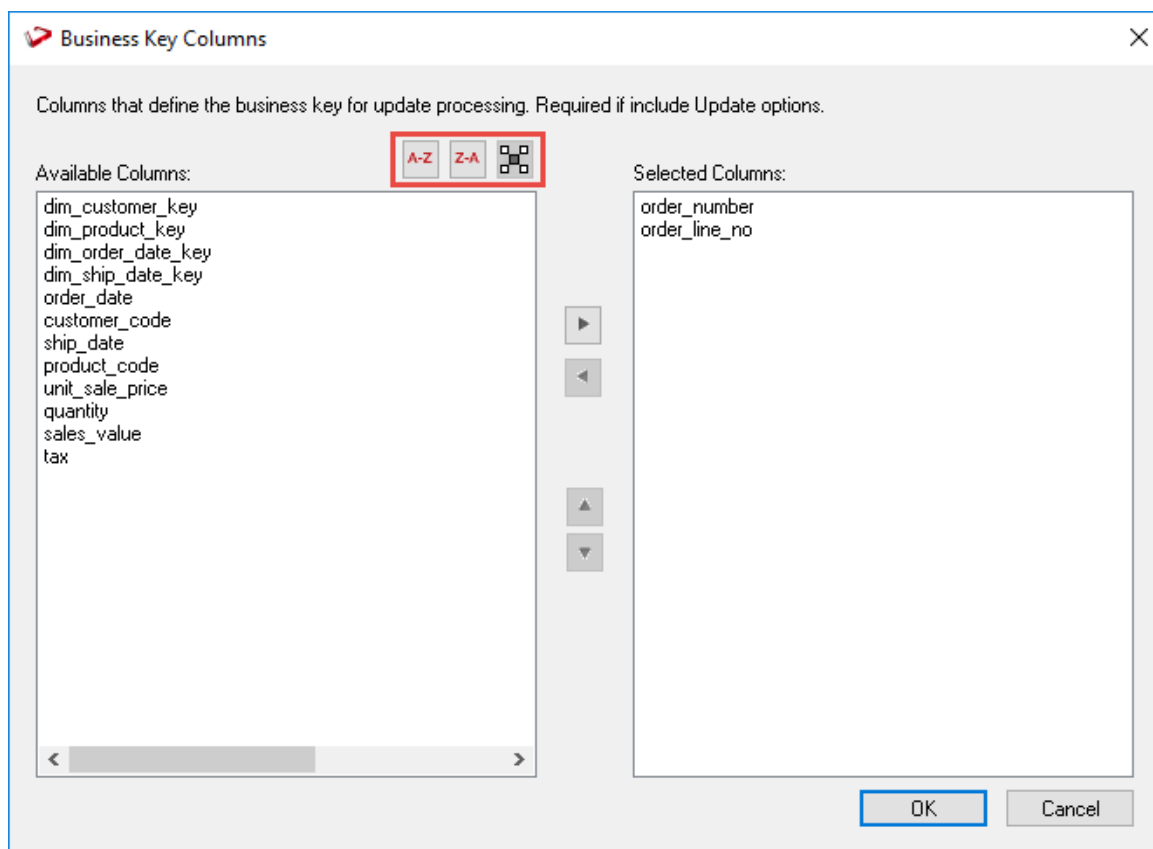 Business Key Columns
Columns that define the business key for update processing. Required if include Update options.
A-Z Z-A
Available Columns:
dim_customer_key
dim_product_key
dim_order_date_key
dim_ship_date_key
order_date
customer_code
ship_date
product_code
unit_sale_price
quantity
sales_value
tax
Selected Columns:
order_number
order_line_no
OK Cancel